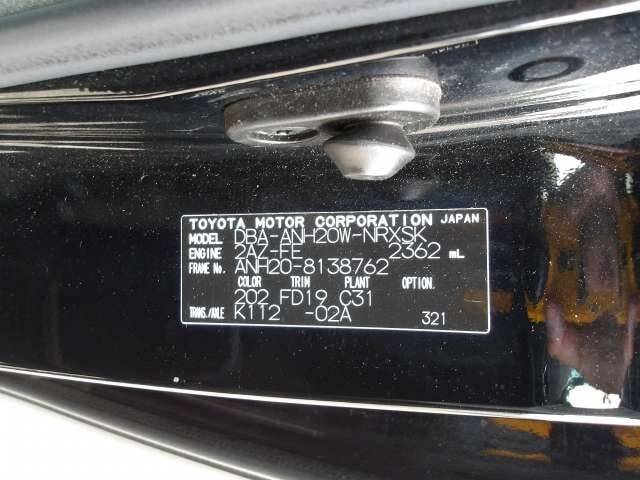 TOYOTA MOTOR CORPORATION JAPAN
MODEL DBA-ANH20W-NRXSK
ENGINE 2AZ-FE 2362 mL
FRAME No. ANH20-8138762
COLOR TRIM PLANT OPTION.
202 FD19 C31
TRANS./AXLE K112 -02A 321